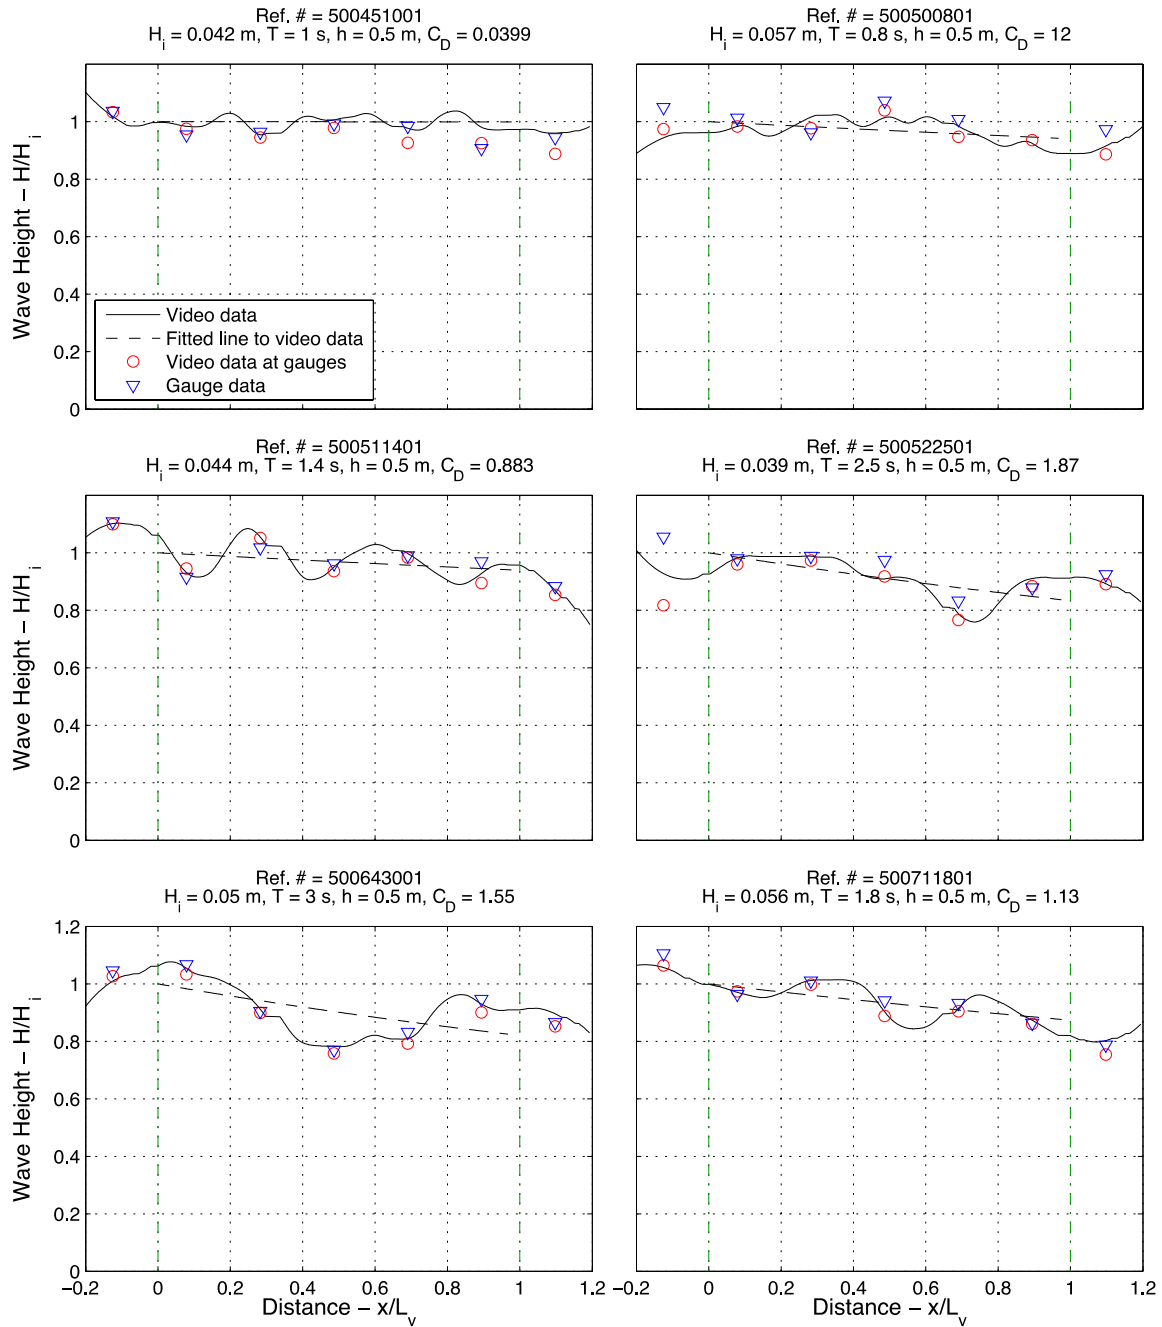 Ref. # = 500451001
H_i = 0.042 m, T = 1 s, h = 0.5 m, C_D = 0.0399
Ref. # = 500500801
H_i = 0.057 m, T = 0.8 s, h = 0.5 m, C_D = 12
Wave Height – H/H_i
1
0.8
0.6
0.4
0.2
0
Video data
Fitted line to video data
Video data at gauges
Gauge data
Ref. # = 500511401
H_i = 0.044 m, T = 1.4 s, h = 0.5 m, C_D = 0.883
Ref. # = 500522501
H_i = 0.039 m, T = 2.5 s, h = 0.5 m, C_D = 1.87
Wave Height – H/H_i
1
0.8
0.6
0.4
0.2
0
Ref. # = 500643001
H_i = 0.05 m, T = 3 s, h = 0.5 m, C_D = 1.55
Ref. # = 500711801
H_i = 0.056 m, T = 1.8 s, h = 0.5 m, C_D = 1.13
Wave Height – H/H_i
1.2
1
0.8
0.6
0.4
0.2
0
−0.2 0 0.2 0.4 0.6 0.8 1 1.2
Distance – x/L_v
−0.2 0 0.2 0.4 0.6 0.8 1 1.2
Distance – x/L_v